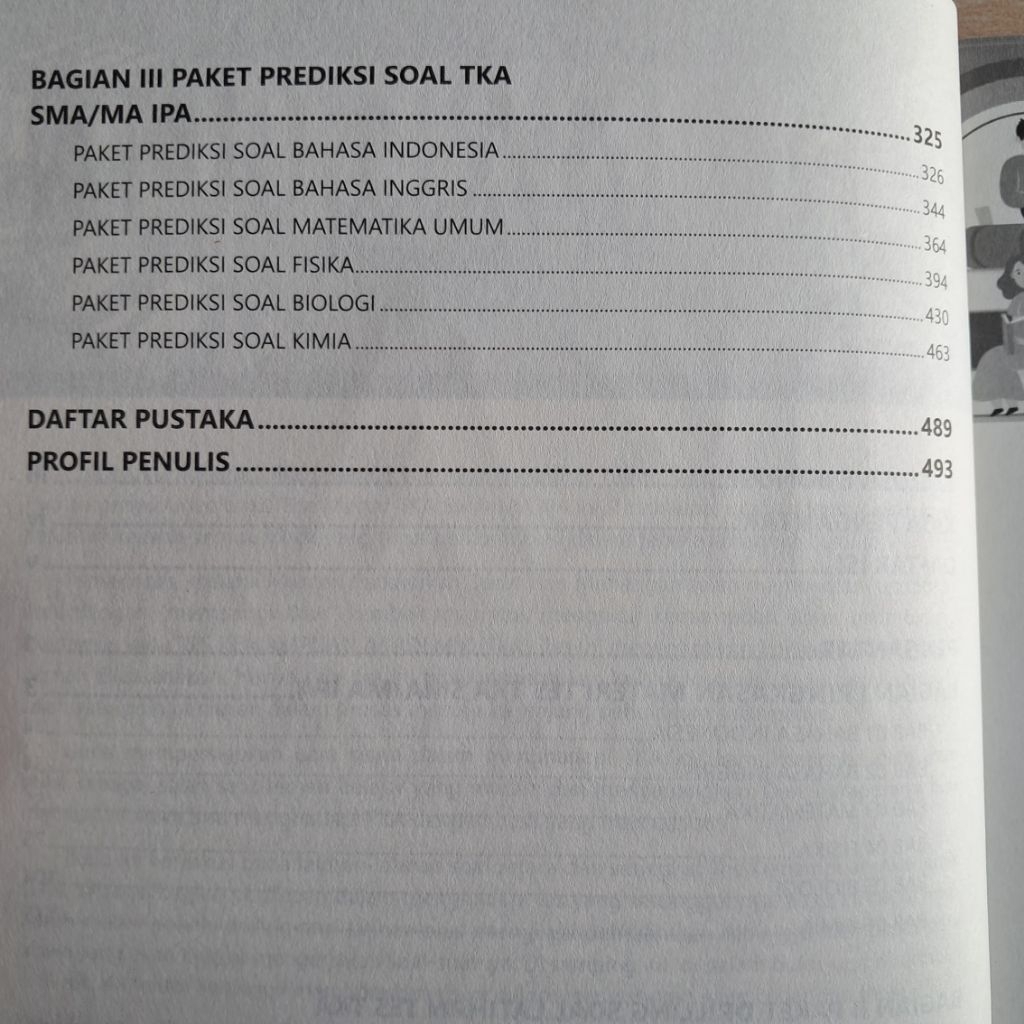 BAGIAN III PAKET PREDIKSI SOAL TKA
SMA/MA IPA.....325
PAKET PREDIKSI SOAL BAHASA INDONESIA.....326
PAKET PREDIKSI SOAL BAHASA INGGRIS.....344
PAKET PREDIKSI SOAL MATEMATIKA UMUM.....364
PAKET PREDIKSI SOAL FISIKA.....394
PAKET PREDIKSI SOAL BIOLOGI.....430
PAKET PREDIKSI SOAL KIMIA.....463
DAFTAR PUSTAKA.....489
PROFIL PENULIS.....493